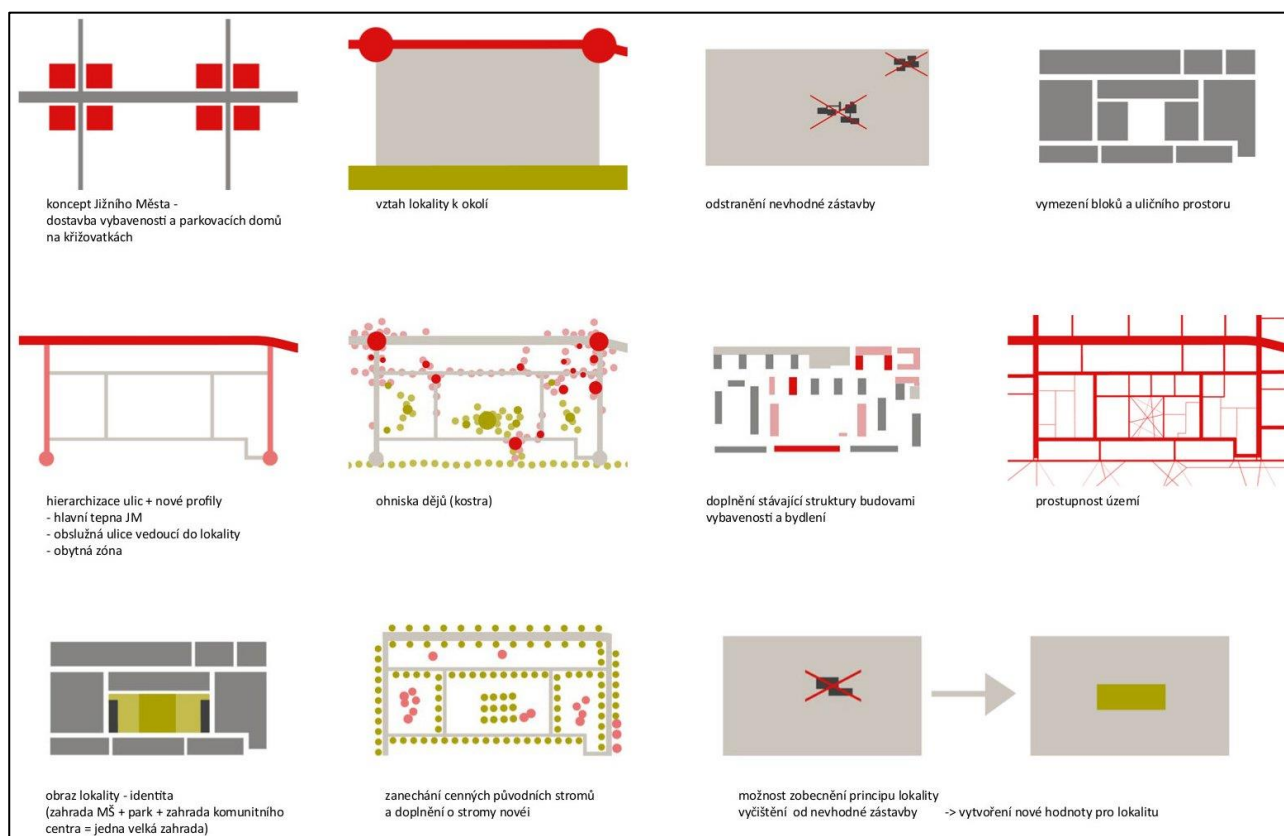 koncept Jižního Města -
dostavba vybavenosti a parkovacích domů
na křižovatkách
vztah lokality k okolí
odstranění nevhodné zástavby
vymezení bloků a uličního prostoru
hierarchizace ulic + nové profily
- hlavní tepna JM
- obslužná ulice vedoucí do lokality
- obytná zóna
ohniska dějů (kostra)
doplnění stávající struktury budovami
vybavenosti a bydlení
prostupnost území
obraz lokality - identita
(zahrada MŠ + park + zahrada komunitního
centra = jedna velká zahrada)
zanechání cenných původních stromů
a doplnění o stromy novéi
možnost zobecnění principu lokality
vyčištění od nevhodné zástavby -> vytvoření nové hodnoty pro lokalitu